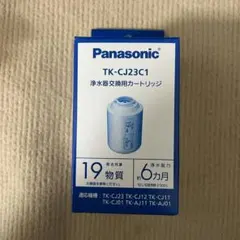 Panasonic
TK-CJ23C1
浄水器交換用カートリッジ
19物質
約6カ月
適応機種：TK-CJ23 TK-CJ12 TK-CJ11
TK-CJ01 TK-AJ11 TK-AJ01